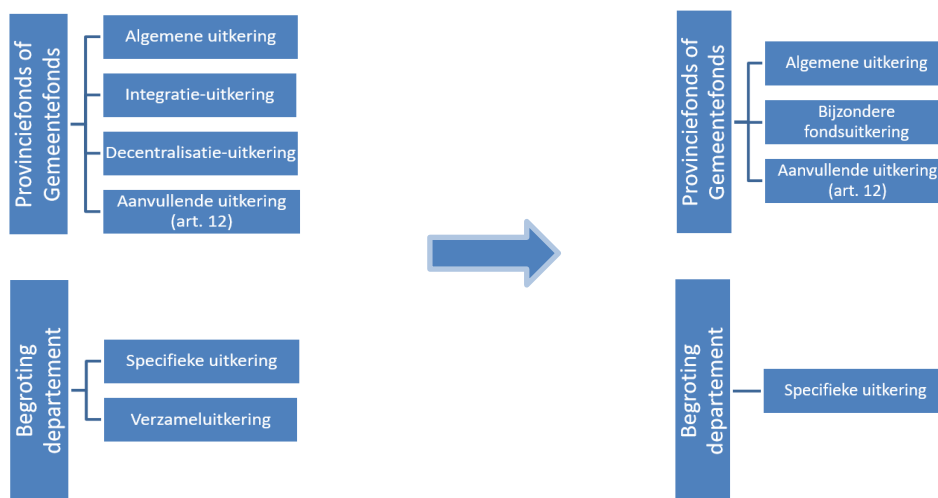 Provinciefonds of
Gemeentefonds
Algemene uitkering
Integratie-uitkering
Decentralisatie-uitkering
Aanvullende uitkering
(art. 12)
Begroting
departement
Specifieke uitkering
Verzameluitkering
Provinciefonds of
Gemeentefonds
Algemene uitkering
Bijzondere
fondsuitkering
Aanvullende uitkering
(art. 12)
Begroting
departement
Specifieke uitkering